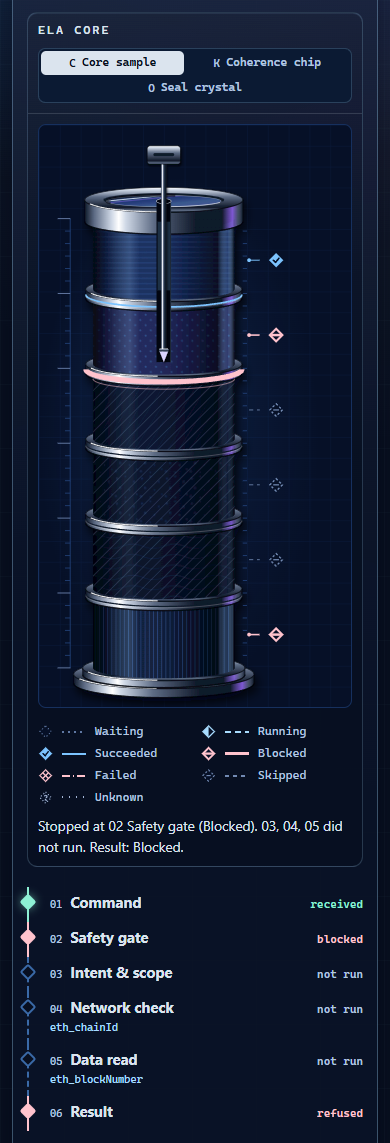 ELA CORE
C Core sample
K Coherence chip
O Seal crystal
Waiting
Running
Succeeded
Blocked
Failed
Skipped
? Unknown
Stopped at 02 Safety gate (Blocked). 03, 04, 05 did
not run. Result: Blocked.
01 Command received
02 Safety gate blocked
03 Intent & scope not run
04 Network check not run
eth_chainId
05 Data read not run
eth_blockNumber
06 Result refused